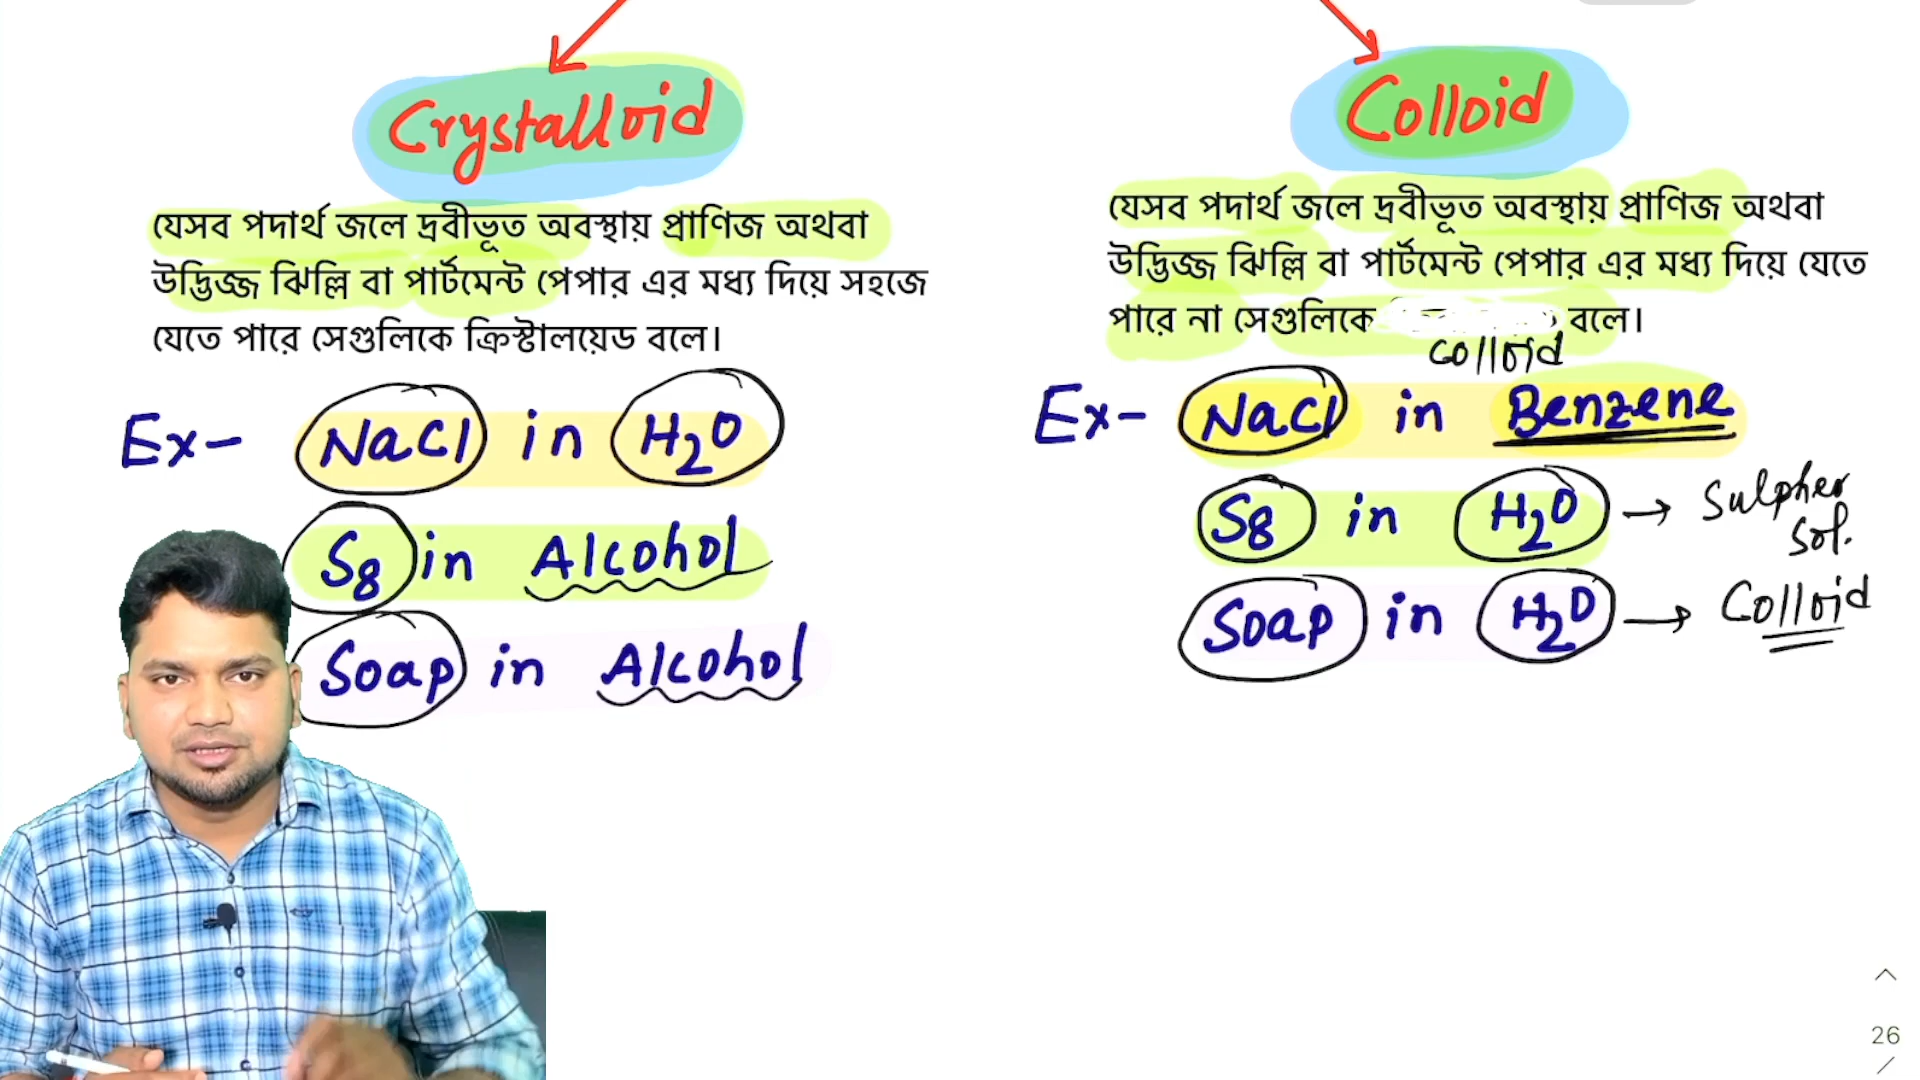 Crystalloid
যেসব পদার্থ জলে দ্রবীভূত অবস্থায় প্রাণিজ অথবা
উদ্ভিজ্জ ঝিল্লি বা পার্টমেন্ট পেপার এর মধ্য দিয়ে সহজে
যেতে পারে সেগুলিকে ক্রিস্টালয়েড বলে।
Ex- NaCl in H2O
S8 in Alcohol
Soap in Alcohol
Colloid
যেসব পদার্থ জলে দ্রবীভূত অবস্থায় প্রাণিজ অথবা
উদ্ভিজ্জ ঝিল্লি বা পার্টমেন্ট পেপার এর মধ্য দিয়ে যেতে
পারে না সেগুলিকে বলে।
colloid
Ex- NaCl in Benzene
S8 in H2O → Sulpher
sol.
Soap in H2O → Colloid
26